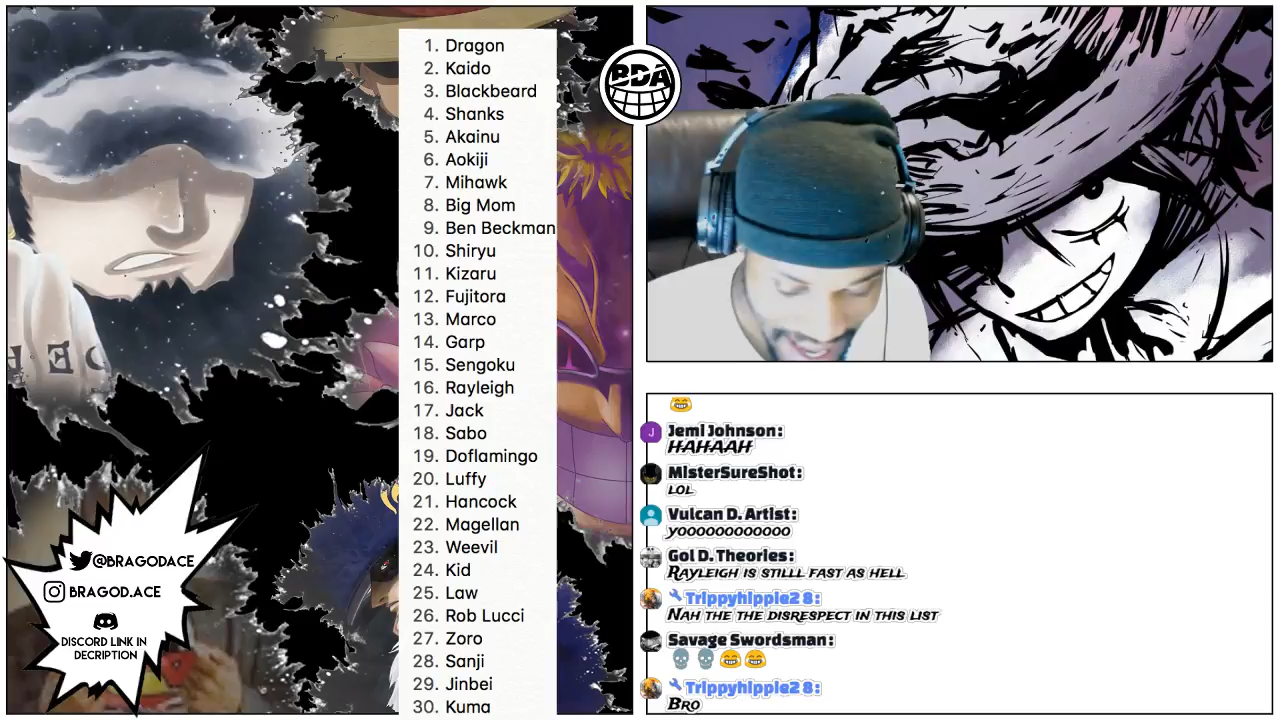 1. Dragon
2. Kaido
3. Blackbeard
4. Shanks
5. Akainu
6. Aokiji
7. Mihawk
8. Big Mom
9. Ben Beckman
10. Shiryu
11. Kizaru
12. Fujitora
13. Marco
14. Garp
15. Sengoku
16. Rayleigh
17. Jack
18. Sabo
19. Doflamingo
20. Luffy
21. Hancock
22. Magellan
23. Weevil
24. Kid
25. Law
26. Rob Lucci
27. Zoro
28. Sanji
29. Jinbei
30. Kuma
@BRAGODACE
BRAGOD.ACE
DISCORD LINK IN
DECRIPTION
BDA
😂
J Jemi Johnson:
HAHAAH
MisterSureShot:
LOL
Vulcan D. Artist:
YOOOOOOOOOOOO
Gol D. Theories:
RAYLEIGH IS STILLL FAST AS HELL
Trippyhippie28:
NAH THE THE DISRESPECT IN THIS LIST
Savage Swordsman:
💀💀😂😂
Trippyhippie28:
BRO